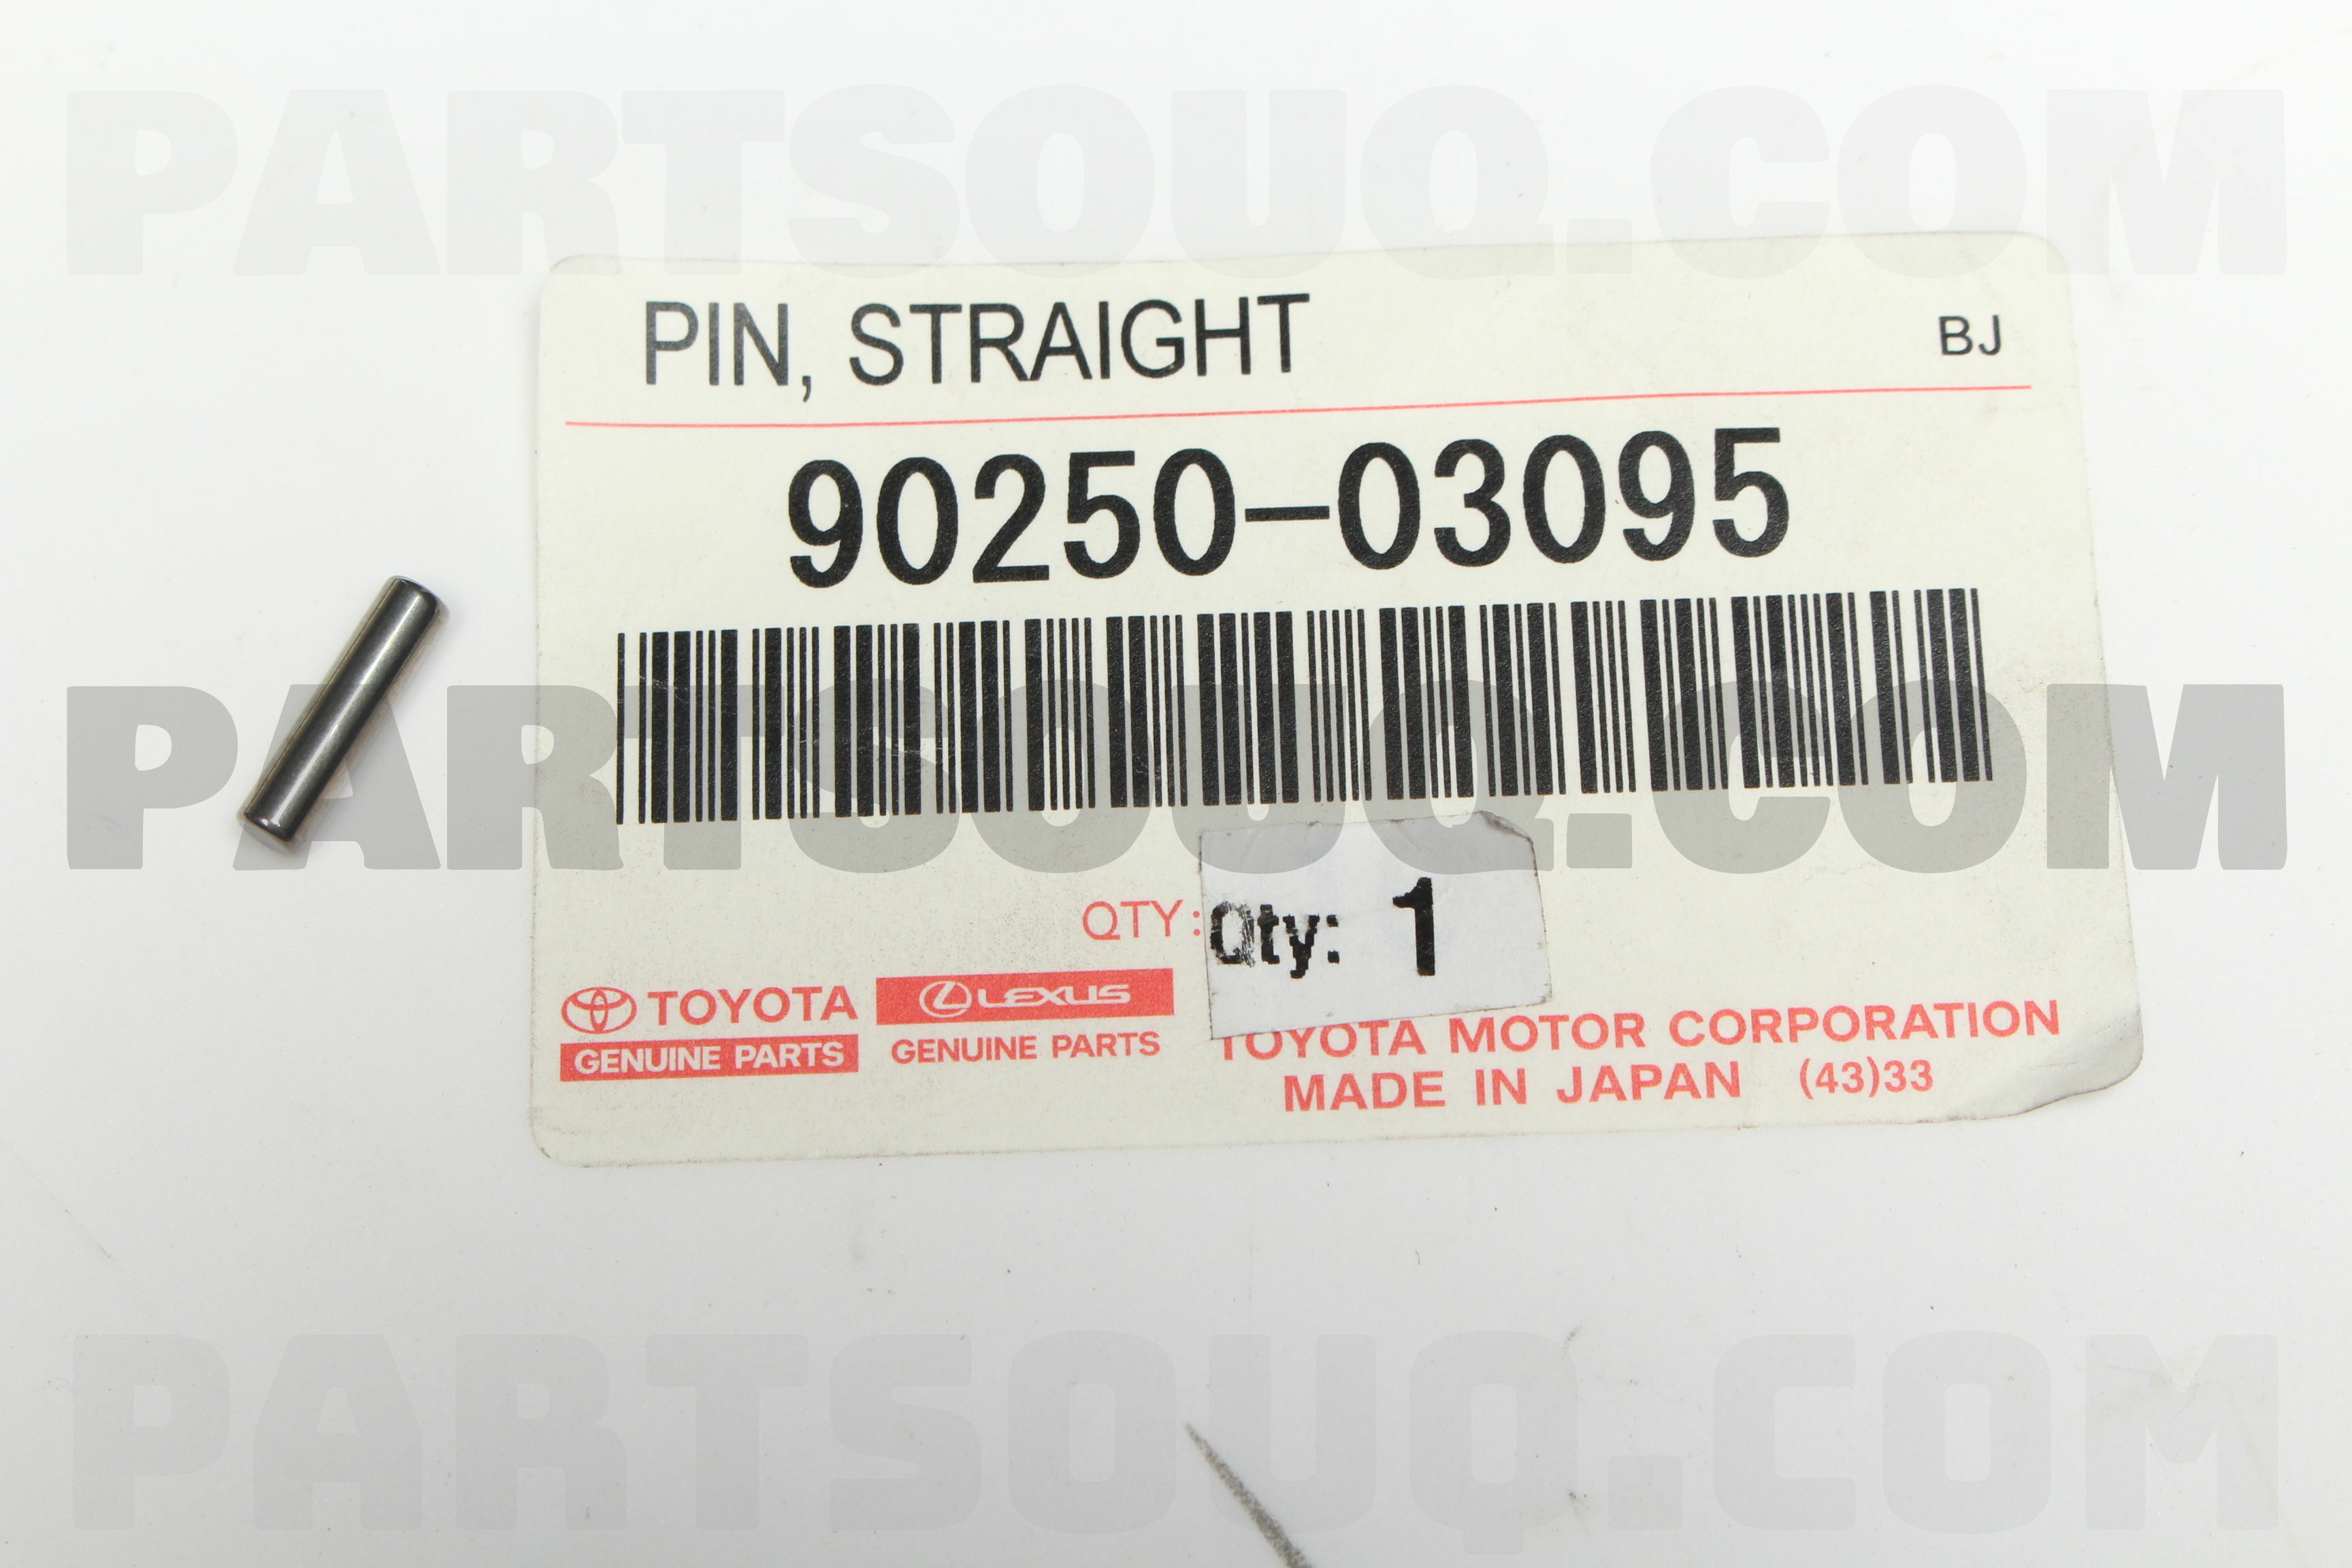 PARTSOUQ.COM
PIN, STRAIGHT BJ
90250-03095
PARTSOUQ.COM
QTY: Qty: 1
TOYOTA LEXUS
GENUINE PARTS GENUINE PARTS
TOYOTA MOTOR CORPORATION
MADE IN JAPAN (43)33
PARTSOUQ.COM